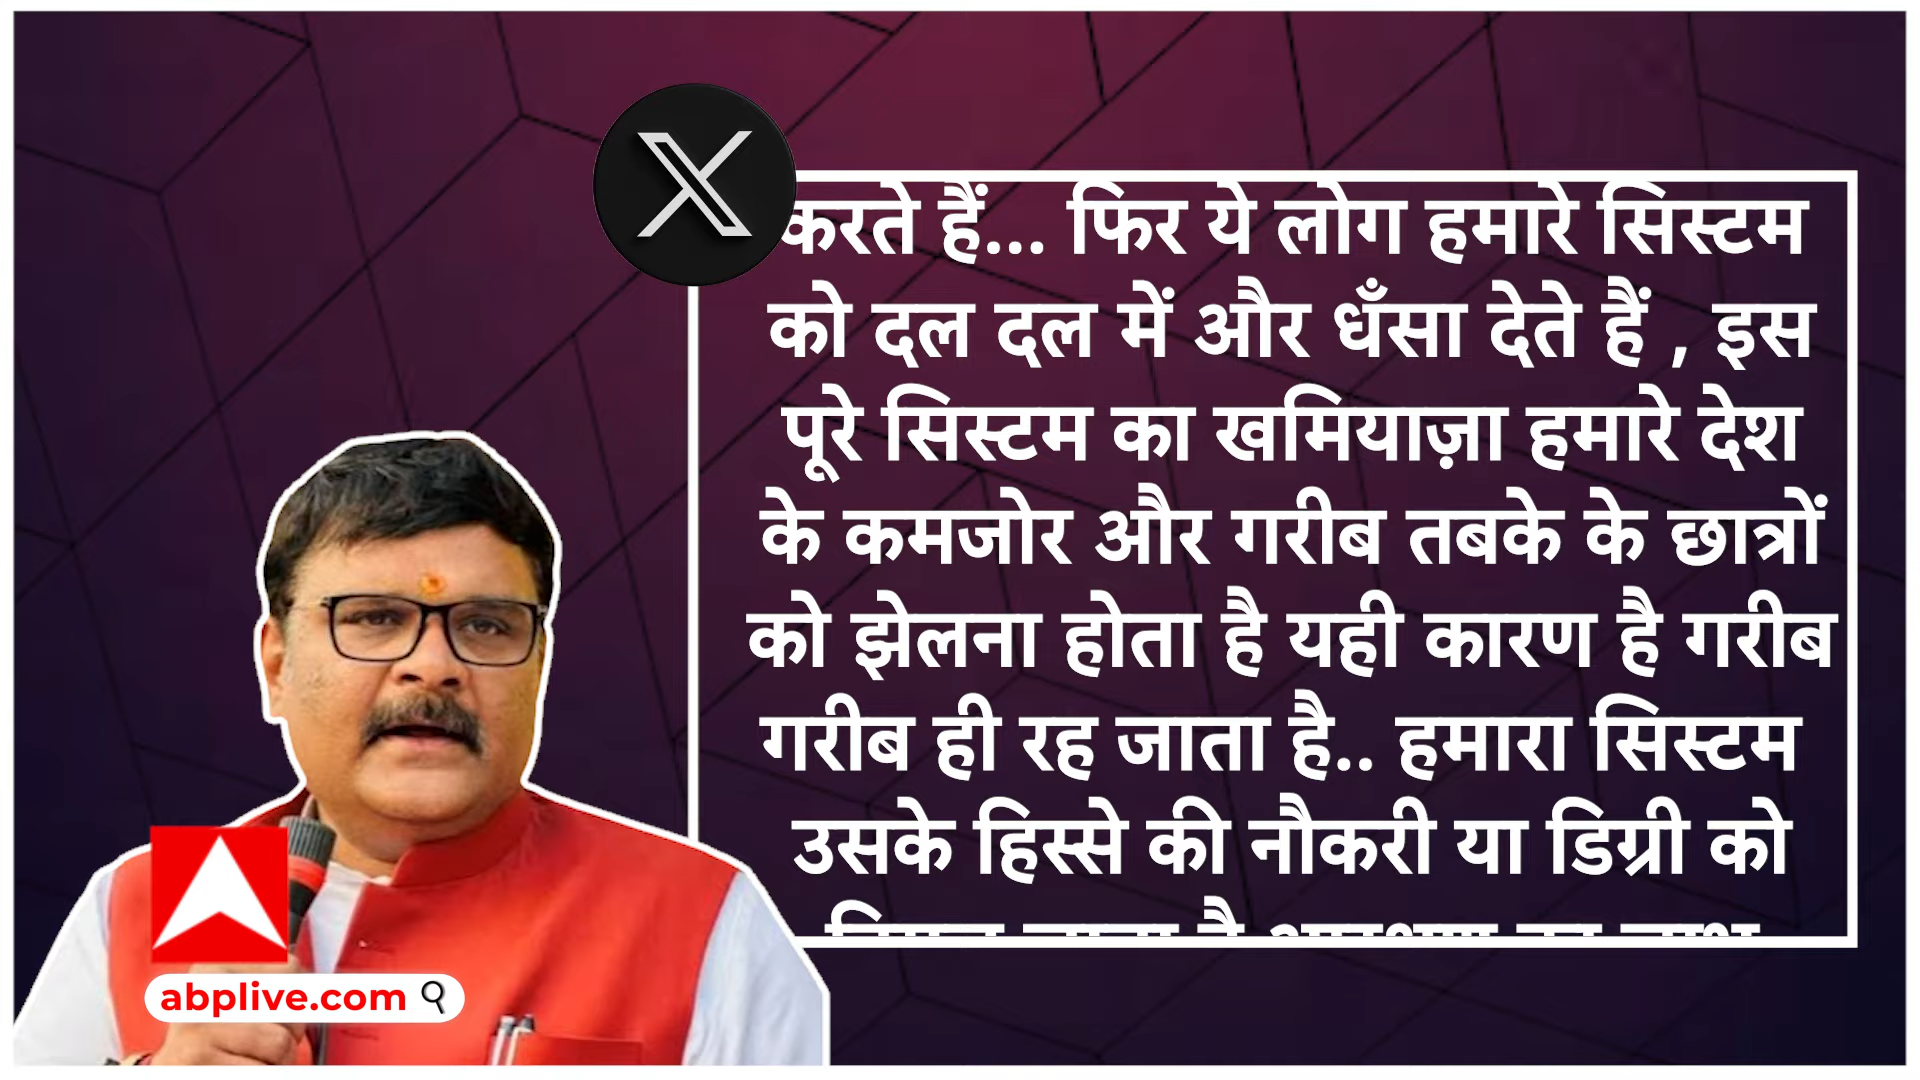 करते हैं... फिर ये लोग हमारे सिस्टम
को दल दल में और धँसा देते हैं , इस
पूरे सिस्टम का खमियाज़ा हमारे देश
के कमजोर और गरीब तबके के छात्रों
को झेलना होता है यही कारण है गरीब
गरीब ही रह जाता है.. हमारा सिस्टम
उसके हिस्से की नौकरी या डिग्री को
abplive.com